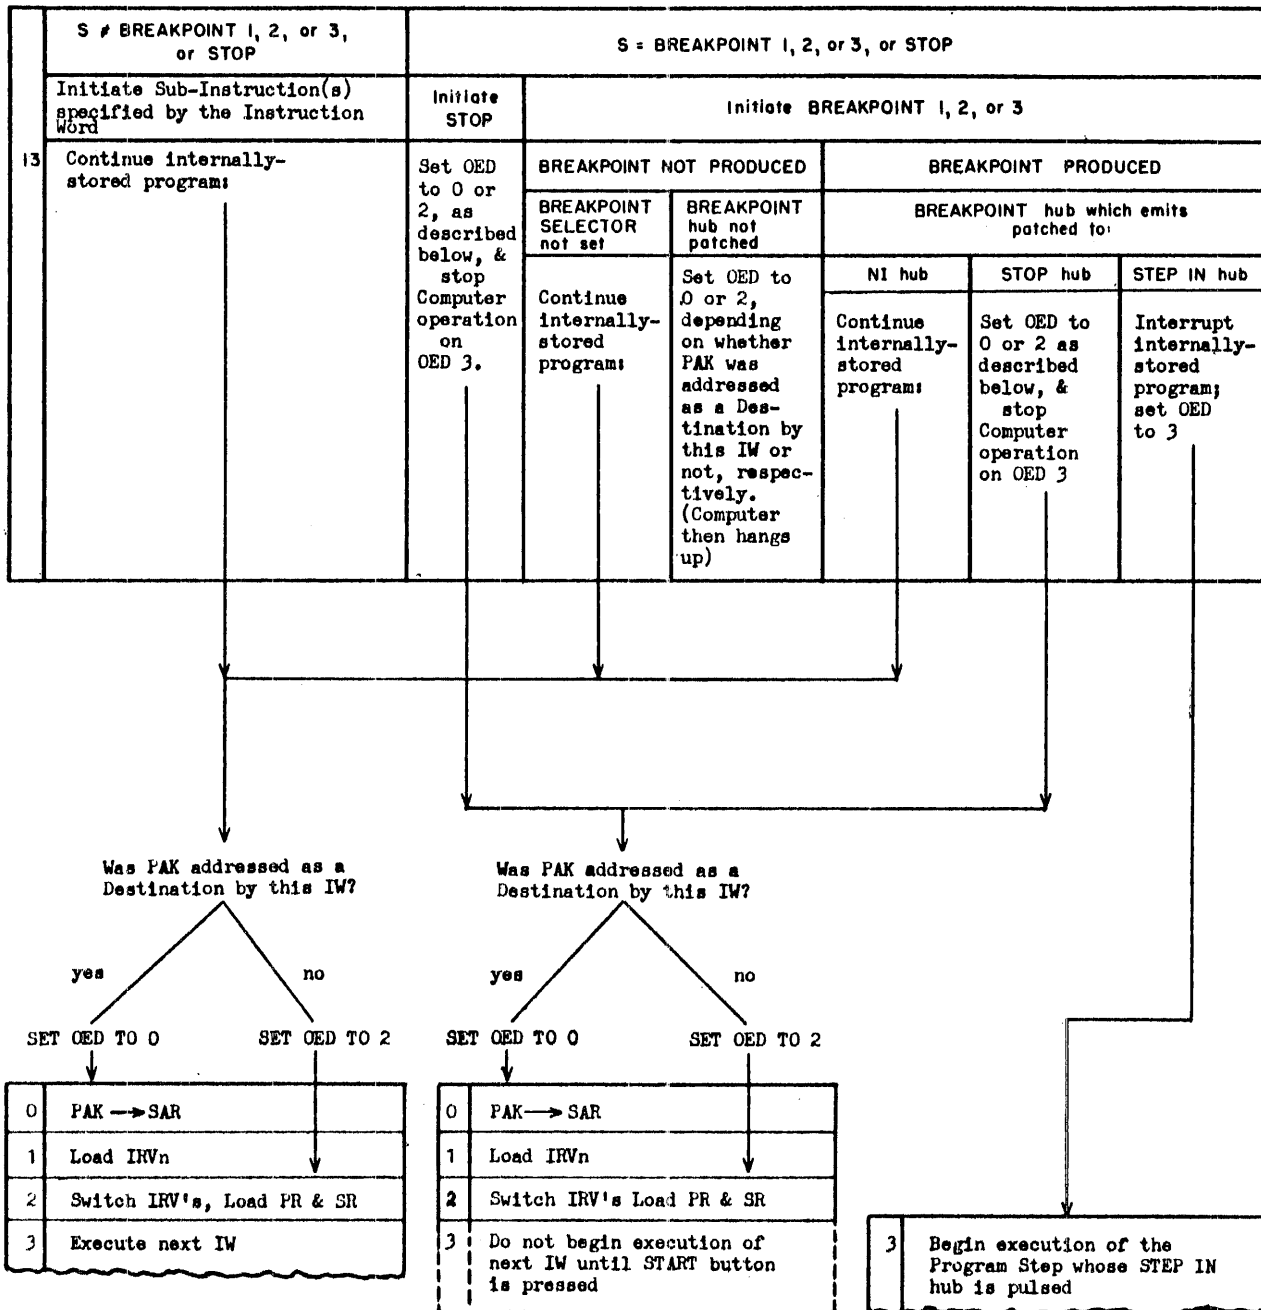 S ≠ BREAKPOINT 1, 2, or 3,
or STOP
S = BREAKPOINT 1, 2, or 3, or STOP
Initiate Sub-Instruction(s)
specified by the Instruction
Word
Initiate
STOP
Initiate BREAKPOINT 1, 2, or 3
13
Continue internally-
stored program:
Set OED
to 0 or
2, as
described
below, &
stop
Computer
operation
on
OED 3.
BREAKPOINT NOT PRODUCED
BREAKPOINT PRODUCED
BREAKPOINT
SELECTOR
not set
BREAKPOINT
hub not
patched
BREAKPOINT hub which emits
patched to:
Continue
internally-
stored
program:
Set OED to
0 or 2,
depending
on whether
PAK was
addressed
as a Des-
tination by
this IW or
not, respec-
tively.
(Computer
then hangs
up)
NI hub
STOP hub
STEP IN hub
Continue
internally-
stored
program:
Set OED to
0 or 2 as
described
below, &
stop
Computer
operation
on OED 3
Interrupt
internally-
stored
program;
set OED
to 3
Was PAK addressed as a
Destination by this IW?
yes
no
SET OED TO 0
SET OED TO 2
0 PAK → SAR
1 Load IRVn
2 Switch IRV's, Load PR & SR
3 Execute next IW
Was PAK addressed as a
Destination by this IW?
yes
no
SET OED TO 0
SET OED TO 2
0 PAK → SAR
1 Load IRVn
2 Switch IRV's Load PR & SR
3 Do not begin execution of
next IW until START button
is pressed
3 Begin execution of the
Program Step whose STEP IN
hub is pulsed